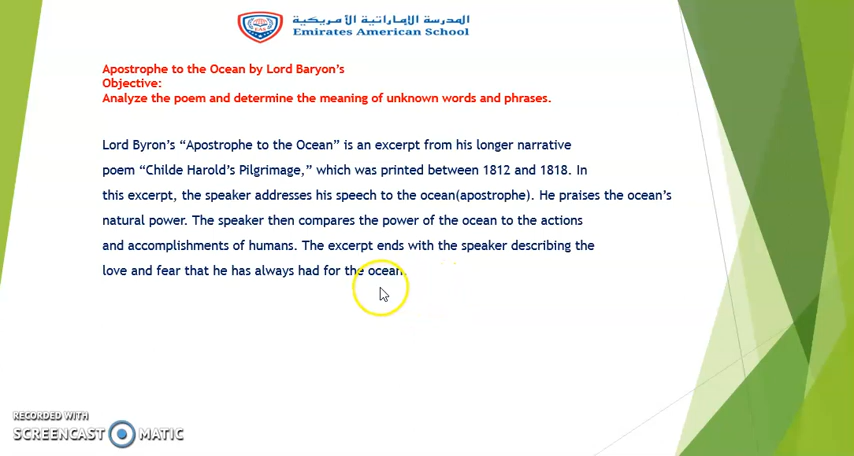 المدرسة الإماراتية الأمريكية
Emirates American School
Apostrophe to the Ocean by Lord Baryon’s
Objective:
Analyze the poem and determine the meaning of unknown words and phrases.
Lord Byron’s “Apostrophe to the Ocean” is an excerpt from his longer narrative
poem “Childe Harold’s Pilgrimage,” which was printed between 1812 and 1818. In
this excerpt, the speaker addresses his speech to the ocean(apostrophe). He praises the ocean’s
natural power. The speaker then compares the power of the ocean to the actions
and accomplishments of humans. The excerpt ends with the speaker describing the
love and fear that he has always had for the ocean.
RECORDED WITH
SCREENCAST MATIC